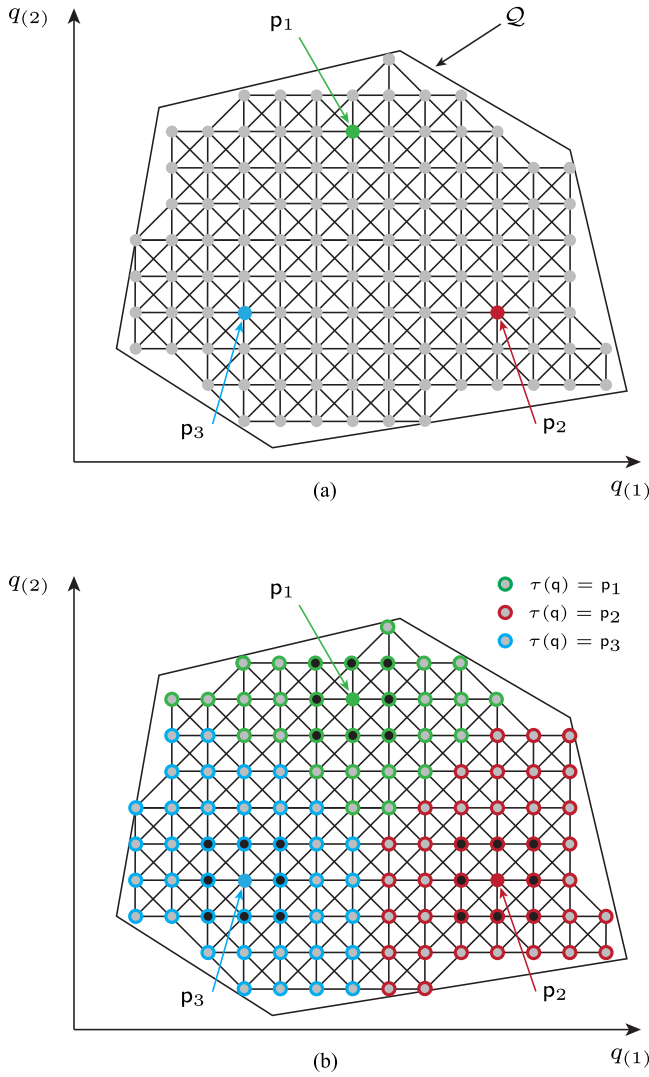 q(2)
p1
𝒬
p3
p2
(a)
q(1)
q(2)
p1
τ(q) = p1
τ(q) = p2
τ(q) = p3
p3
p2
(b)
q(1)